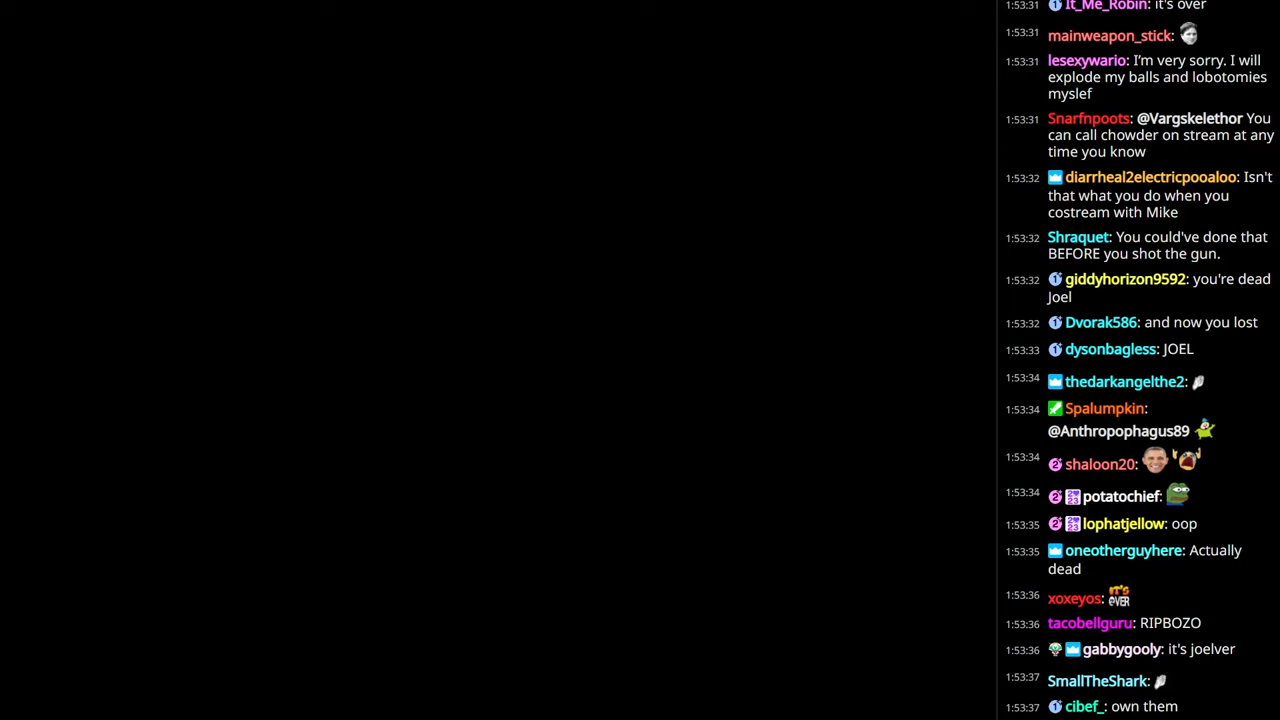 1:53:31 It_Me_Robin: it's over
1:53:31 mainweapon_stick:
1:53:31 lesexywario: I'm very sorry. I will
explode my balls and lobotomies
myslef
1:53:31 Snarfnpoots: @Vargskelethor You
can call chowder on stream at any
time you know
1:53:32 diarrheal2electricpooaloo: Isn't
that what you do when you
costream with Mike
1:53:32 Shraquet: You could've done that
BEFORE you shot the gun.
1:53:32 giddyhorizon9592: you're dead
Joel
1:53:32 Dvorak586: and now you lost
1:53:33 dysonbagless: JOEL
1:53:34 thedarkangelthe2:
1:53:34 Spalumpkin:
@Anthropophagus89
1:53:34 shaloon20:
1:53:34 potatochief:
1:53:35 lophatjellow: oop
1:53:35 oneotherguyhere: Actually
dead
1:53:36 xoxeyos: IT'S
@VER
1:53:36 tacobellguru: RIPBOZO
1:53:36 gabbygooly: it's joelver
1:53:37 SmallTheShark:
1:53:37 cibef_: own them